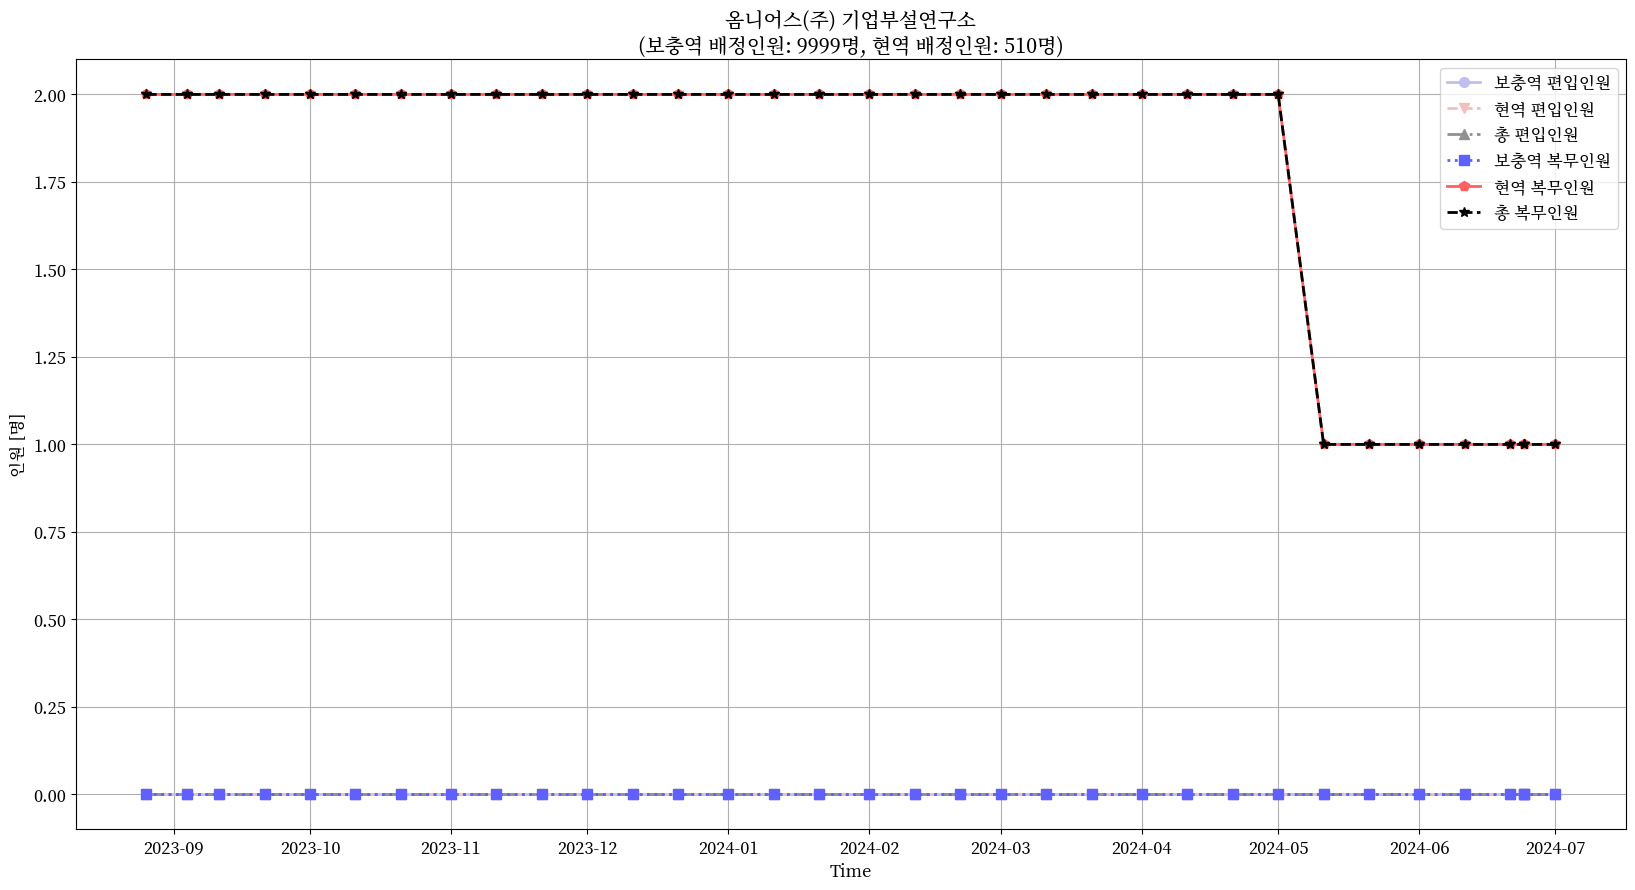 옴니어스(주) 기업부설연구소
(보충역 배정인원: 9999명, 현역 배정인원: 510명)
보충역 편입인원
현역 편입인원
총 편입인원
보충역 복무인원
현역 복무인원
총 복무인원
인원 [명]
2.00
1.75
1.50
1.25
1.00
0.75
0.50
0.25
0.00
2023-09 2023-10 2023-11 2023-12 2024-01 2024-02 2024-03 2024-04 2024-05 2024-06 2024-07
Time